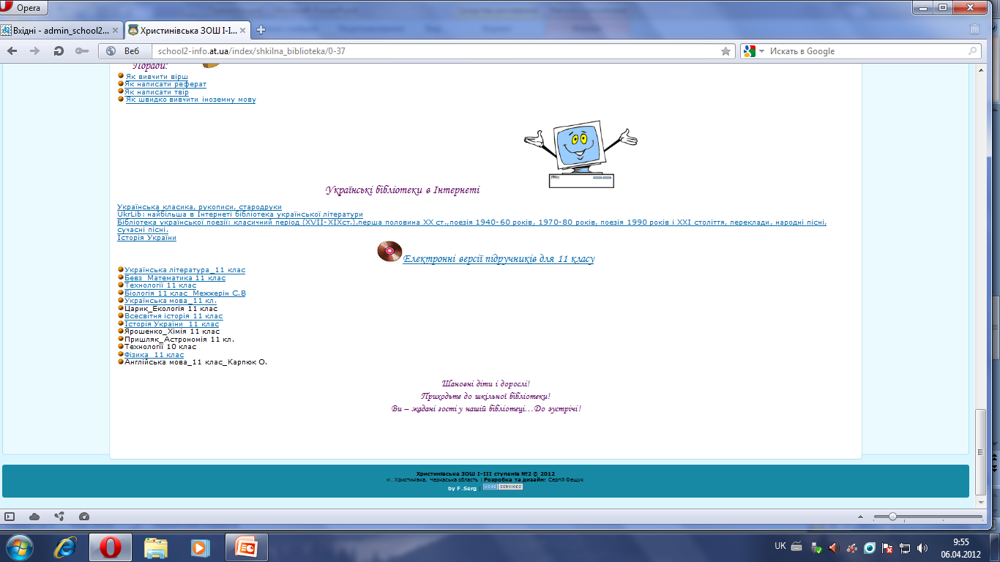 Opera
Вхідні - admin_school2...
Христинівська ЗОШ І-І...
Веб
school2-info.at.ua/index/shkilna_biblioteka/0-37
Искать в Google
Поради:
Як вивчити вірш
Як написати реферат
Як написати твір
Як швидко вивчити іноземну мову
Українські бібліотеки в Інтернеті
Українська класика, рукописи, стародруки
UkrLib: найбільша в Інтернеті бібліотека української літератури
Бібліотека української поезії: класичний період (XVII-XIXст.),перша половина XX ст.,поезія 1940-60 років, 1970-80 років, поезія 1990 років і XXI століття, переклади, народні пісні,
сучасні пісні.
Історія України
Електронні версії підручників для 11 класу
Українська література_11 клас
Бевз_Математика 11 клас
Технології 11 клас
Біологія 11 клас_Межжерін С.В
Українська мова_11 кл.
Царик_Екологія 11 клас
Всесвітня історія 11 клас
Історія України_11 клас
Ярошенко_Хімія 11 клас
Пришляк_Астрономія 11 кл.
Технології 10 клас
Фізика_11 клас
Англійська мова_11 клас_Карпюк О.
Шановні діти і дорослі!
Приходьте до шкільної бібліотеки!
Ви – жадані гості у нашій бібліотеці...До зустрічі!
Христинівська ЗОШ І-ІІІ ступенів №2 © 2012
м. Христинівка, Черкаська область | Розробка та дизайн: Сергій Фещук
by F.Serg | UCOZ SERVICES
UK
9:55
06.04.2012